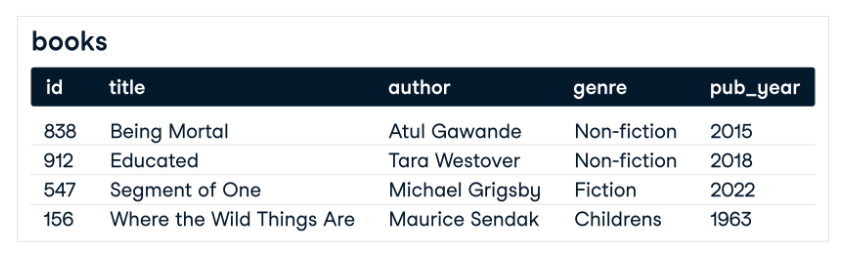 books
id title author genre pub_year
838 Being Mortal Atul Gawande Non-fiction 2015
912 Educated Tara Westover Non-fiction 2018
547 Segment of One Michael Grigsby Fiction 2022
156 Where the Wild Things Are Maurice Sendak Childrens 1963